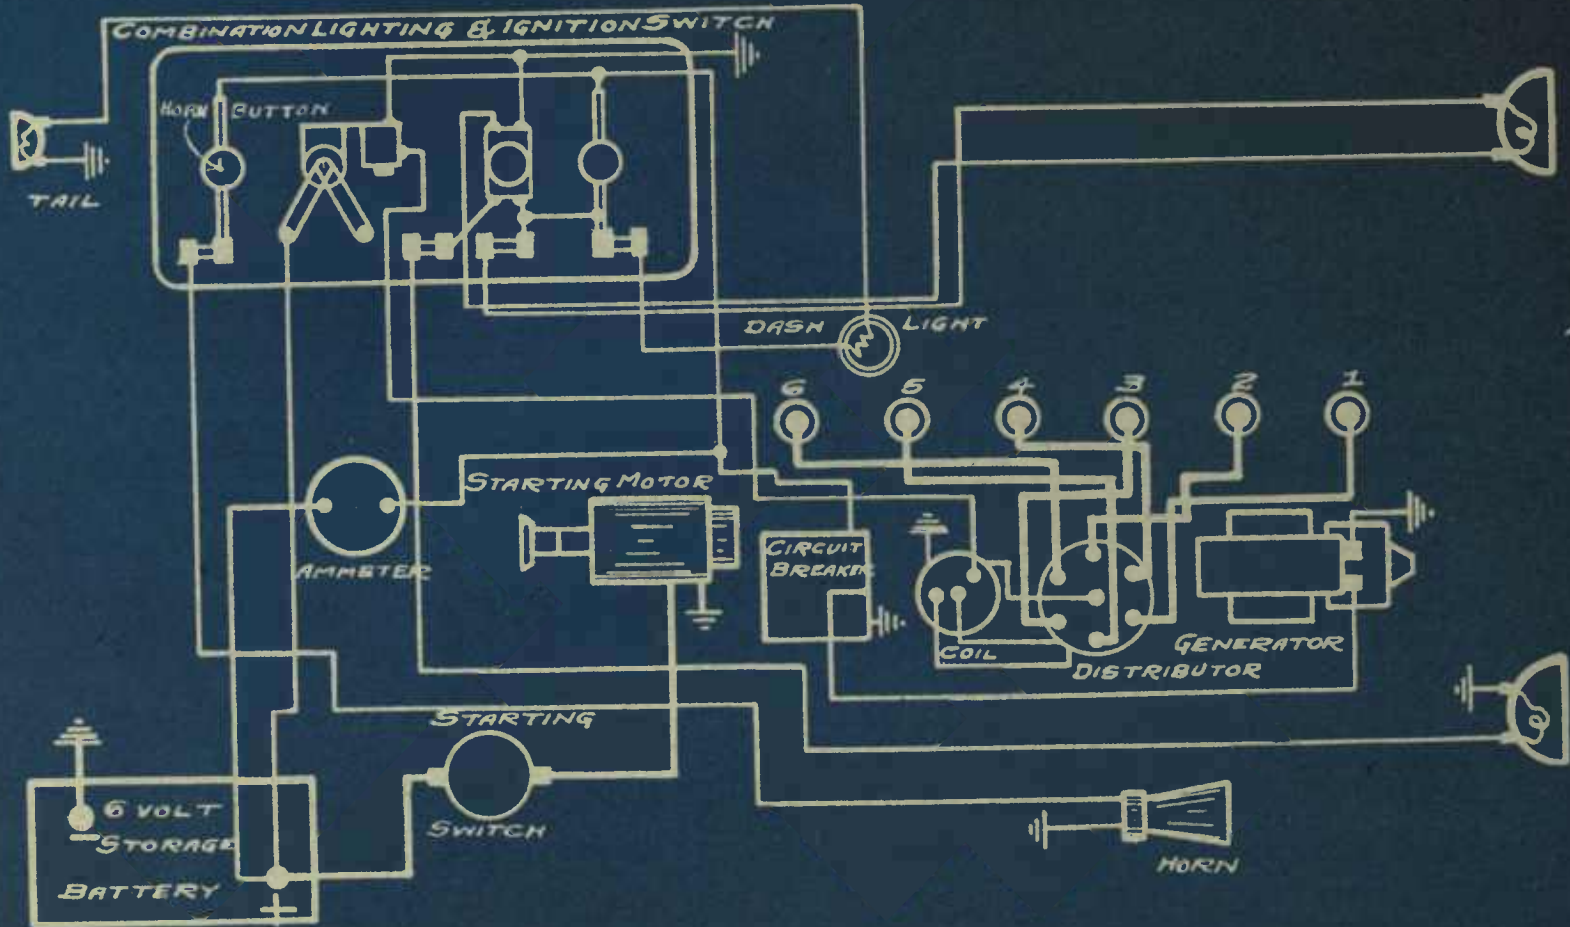 COMBINATION LIGHTING & IGNITION SWITCH
HORN BUTTON
TAIL
DASH LIGHT
6 5 4 3 2 1
STARTING MOTOR
AMMETER
CIRCUIT
BREAKER
COIL
DISTRIBUTOR
GENERATOR
STARTING
SWITCH
6 VOLT
STORAGE
BATTERY
HORN